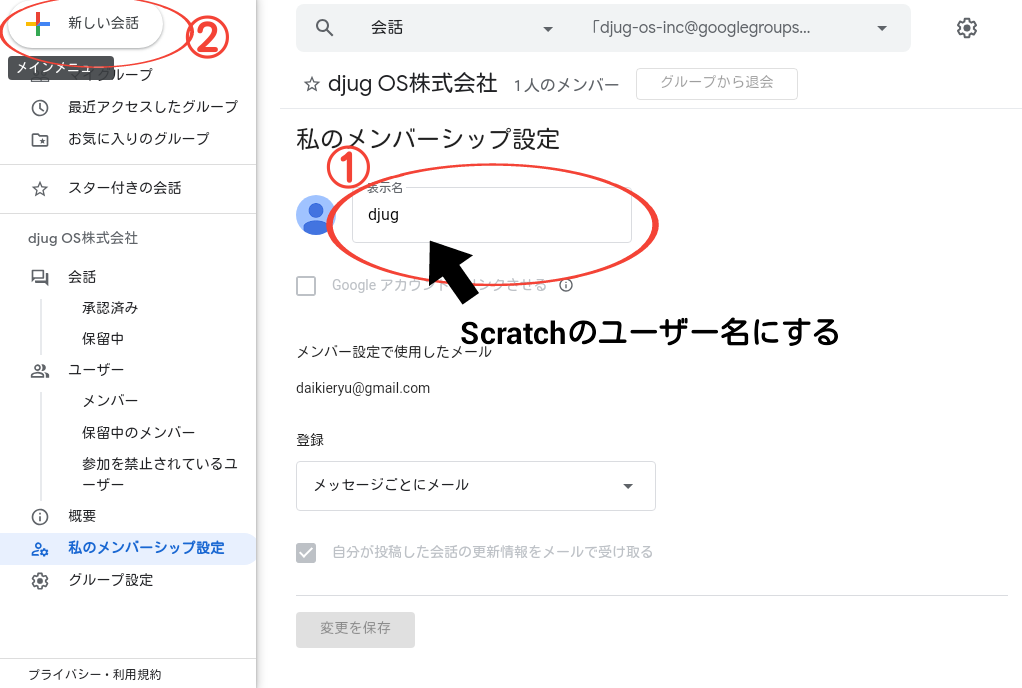 新しい会話
②
メインメニュー
マイグループ
最近アクセスしたグループ
お気に入りのグループ
スター付きの会話
djug OS株式会社
会話
承認済み
保留中
ユーザー
メンバー
保留中のメンバー
参加を禁止されているユ
ーザー
概要
私のメンバーシップ設定
グループ設定
プライバシー・利用規約
会話
「djug-os-inc@googlegroups...
djug OS株式会社 1 人のメンバー グループから退会
私のメンバーシップ設定
①
表示名
djug
Google アカウントにリンクさせる
Scratchのユーザー名にする
メンバー設定で使用したメール
daikieryu@gmail.com
登録
メッセージごとにメール
自分が投稿した会話の更新情報をメールで受け取る
変更を保存